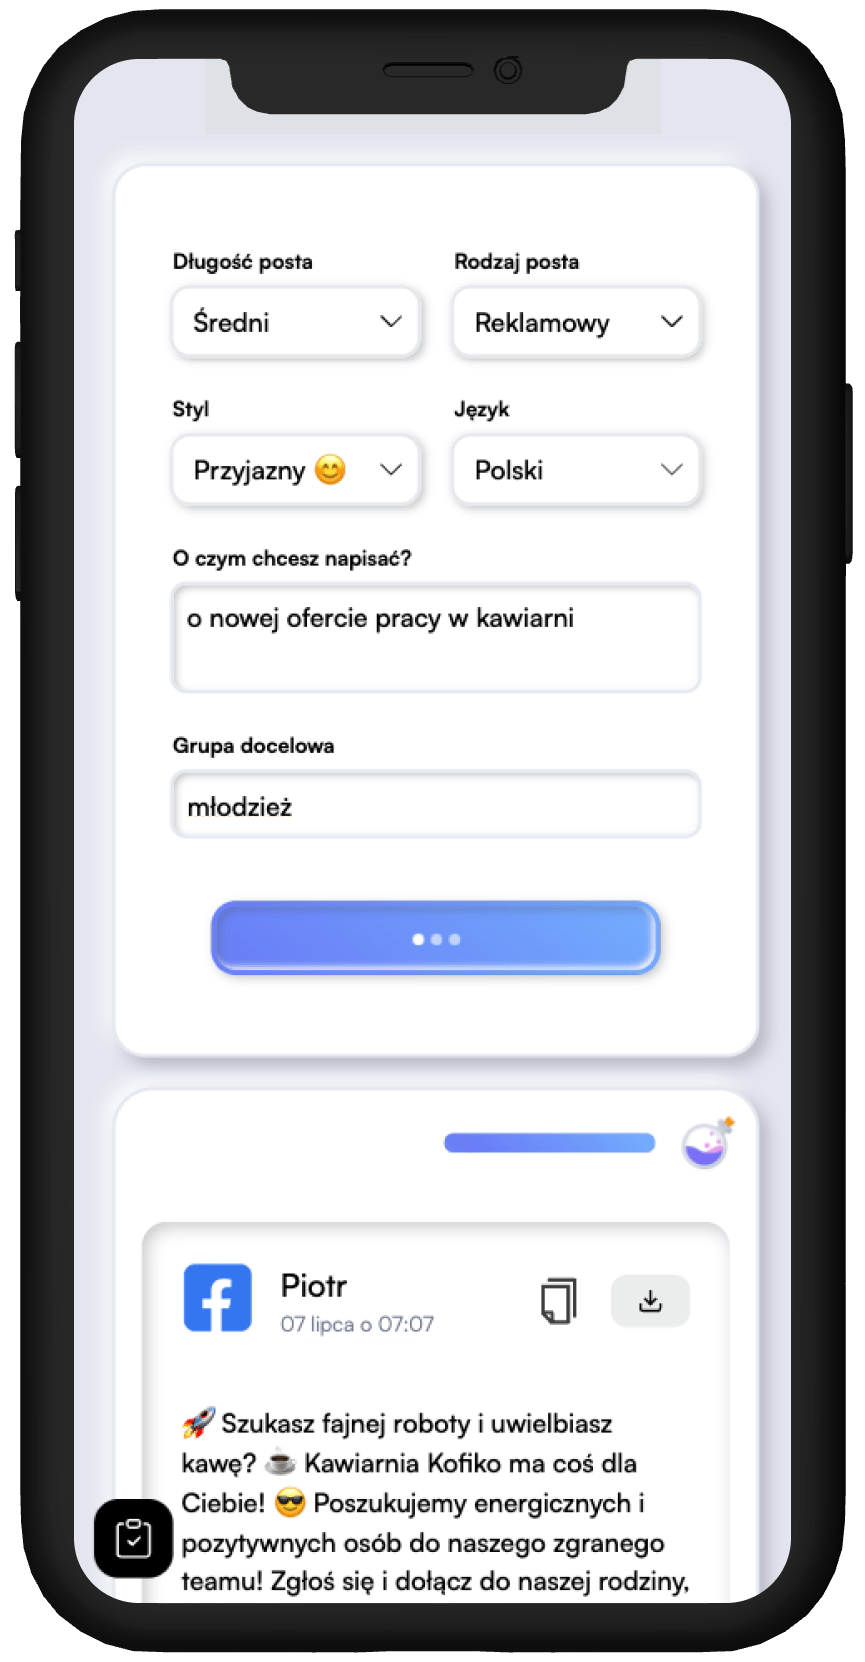 Długość posta
Rodzaj posta
Średni
Reklamowy
Styl
Język
Przyjazny 😊
Polski
O czym chcesz napisać?
o nowej ofercie pracy w kawiarni
Grupa docelowa
młodzież
Piotr
07 lipca o 07:07
🚀 Szukasz fajnej roboty i uwielbiasz
kawę? ☕ Kawiarnia Kofiko ma coś dla
Ciebie! 😎 Poszukujemy energicznych i
pozytywnych osób do naszego zgranego
teamu! Zgłoś się i dołącz do naszej rodziny,